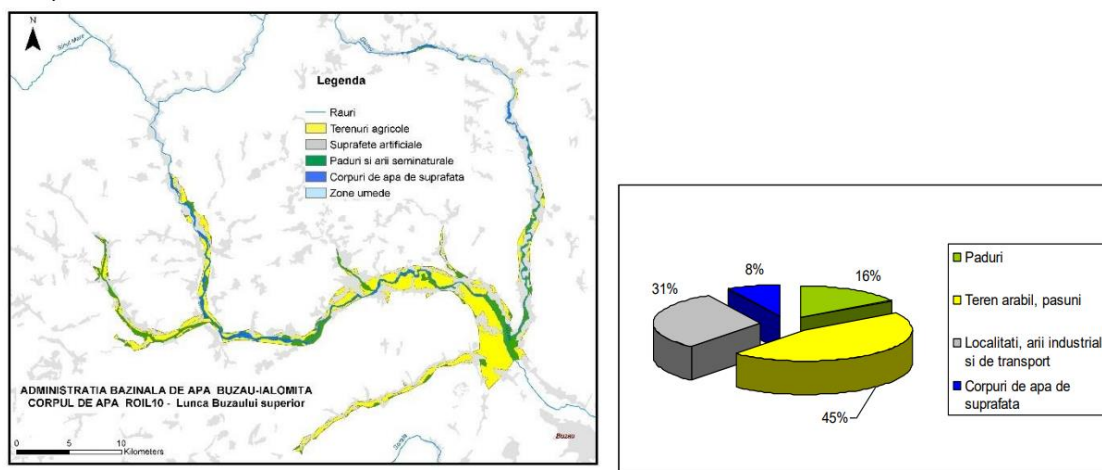 N
Legenda
Rauri
Terenuri agricole
Suprafete artificiale
Paduri si arii seminaturale
Corpuri de apa de suprafata
Zone umede
ADMINISTRATIA BAZINALA DE APA BUZAU-IALOMITA
CORPUL DE APA ROIL10 - Lunca Buzaului superior
0 5 10
Kilometers
Buzau
8%
16%
31%
45%
Paduri
Teren arabil, pasuni
Localitati, arii industrial
si de transport
Corpuri de apa de
suprafata